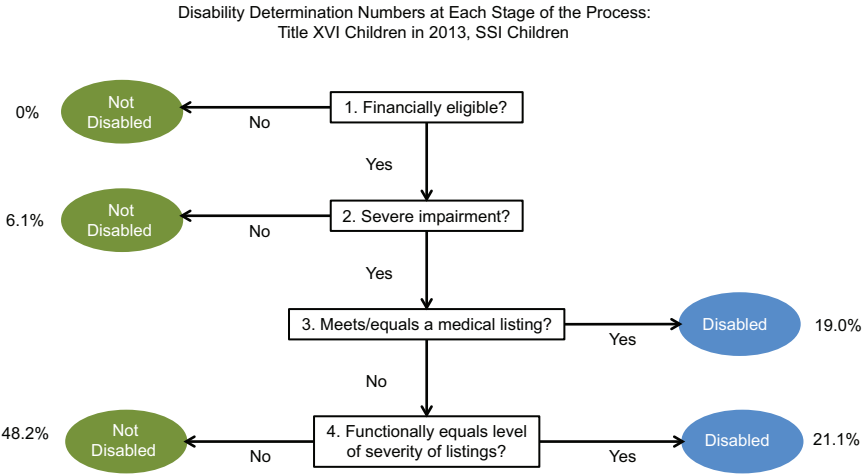 Disability Determination Numbers at Each Stage of the Process:
Title XVI Children in 2013, SSI Children
0%
Not
Disabled
No
1. Financially eligible?
Yes
6.1%
Not
Disabled
No
2. Severe impairment?
Yes
3. Meets/equals a medical listing?
Yes
Disabled
19.0%
No
48.2%
Not
Disabled
No
4. Functionally equals level
of severity of listings?
Yes
Disabled
21.1%